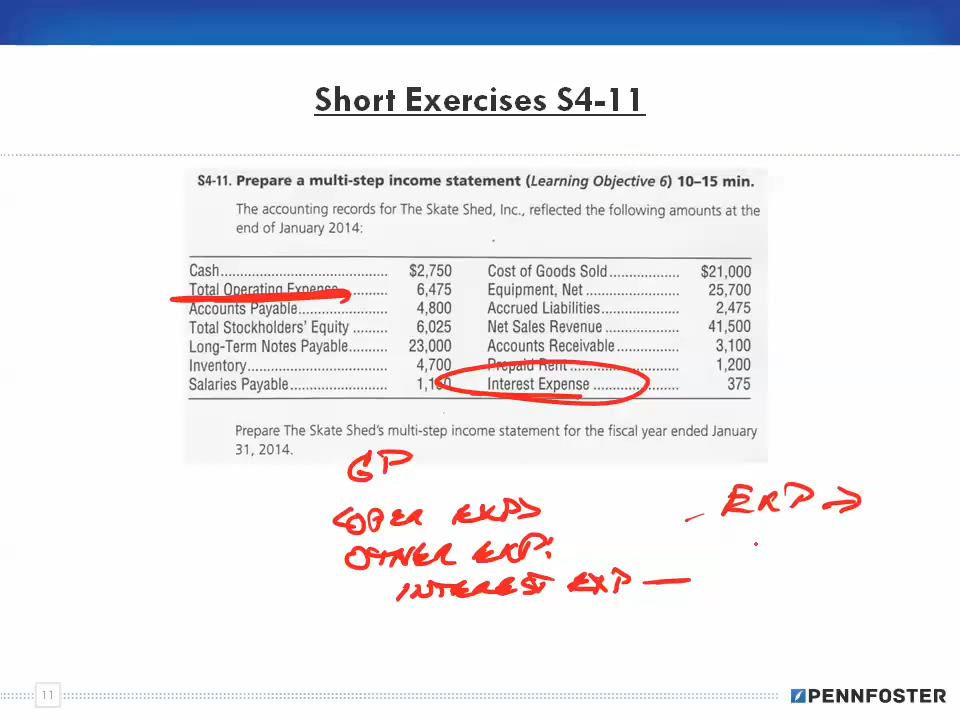 Short Exercises S4-11
S4-11. Prepare a multi-step income statement (Learning Objective 6) 10–15 min.
The accounting records for The Skate Shed, Inc., reflected the following amounts at the
end of January 2014:
Cash.......................................... $2,750 Cost of Goods Sold.................. $21,000
Total Operating Expense .......... 6,475 Equipment, Net ........................ 25,700
Accounts Payable....................... 4,800 Accrued Liabilities..................... 2,475
Total Stockholders' Equity ......... 6,025 Net Sales Revenue .................... 41,500
Long-Term Notes Payable.......... 23,000 Accounts Receivable ................ 3,100
Inventory.................................... 4,700 Prepaid Rent ............................ 1,200
Salaries Payable......................... Interest Expense ...................... 375
Prepare The Skate Shed's multi-step income statement for the fiscal year ended January
31, 2014.
GP
<OPER EXP>
OTHER EXP:
INTEREST EXP —
– ERP →
11
PENNFOSTER